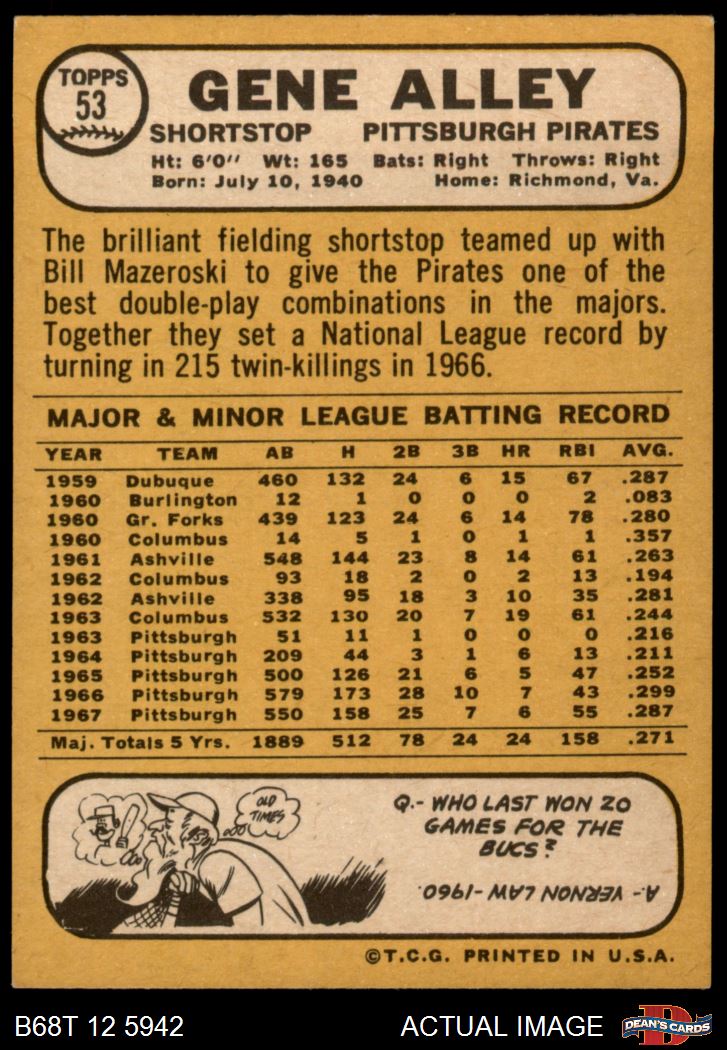 TOPPS
53
GENE ALLEY
SHORTSTOP PITTSBURGH PIRATES
Ht: 6'0" Wt: 165 Bats: Right Throws: Right
Born: July 10, 1940 Home: Richmond, Va.
The brilliant fielding shortstop teamed up with
Bill Mazeroski to give the Pirates one of the
best double-play combinations in the majors.
Together they set a National League record by
turning in 215 twin-killings in 1966.
MAJOR & MINOR LEAGUE BATTING RECORD
YEAR TEAM AB H 2B 3B HR RBI AVG.
1959 Dubuque 460 132 24 6 15 67 .287
1960 Burlington 12 1 0 0 0 2 .083
1960 Gr. Forks 439 123 24 6 14 78 .280
1960 Columbus 14 5 1 0 1 1 .357
1961 Ashville 548 144 23 8 14 61 .263
1962 Columbus 93 18 2 0 2 13 .194
1962 Ashville 338 95 18 3 10 35 .281
1963 Columbus 532 130 20 7 19 61 .244
1963 Pittsburgh 51 11 1 0 0 0 .216
1964 Pittsburgh 209 44 3 1 6 13 .211
1965 Pittsburgh 500 126 21 6 5 47 .252
1966 Pittsburgh 579 173 28 10 7 43 .299
1967 Pittsburgh 550 158 25 7 6 55 .287
Maj. Totals 5 Yrs. 1889 512 78 24 24 158 .271
OLD
TIMES
Q.- WHO LAST WON 20
GAMES FOR THE
BUCS?
A.- VERNON LAW-1960.
©T.C.G. PRINTED IN U.S.A.
B68T 12 5942 ACTUAL IMAGE
D
DEAN'S CARDS